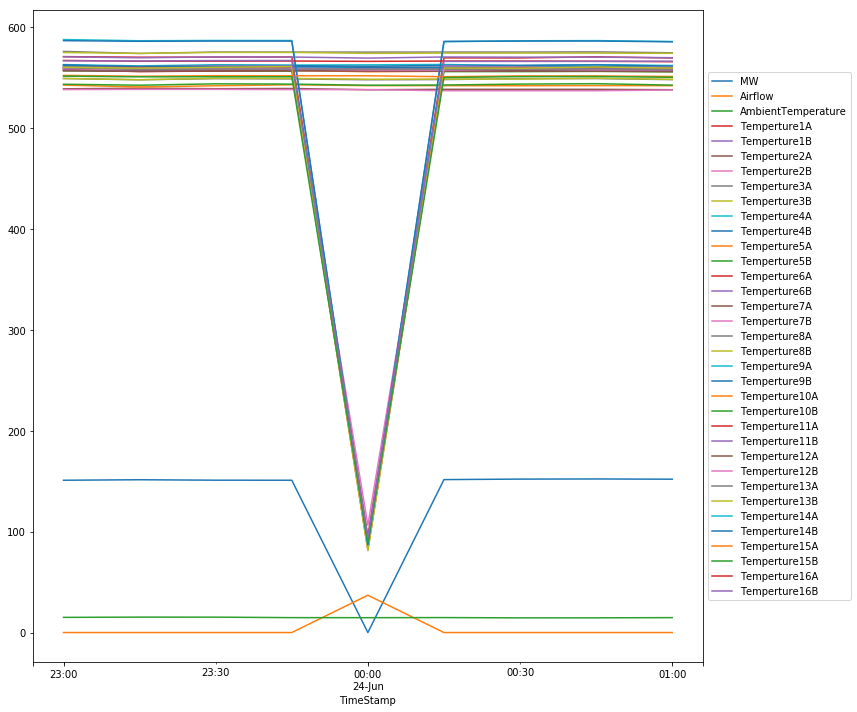 600
500
400
300
200
100
0
23:00
23:30
00:00
24-Jun
00:30
01:00
TimeStamp
MW
Airflow
AmbientTemperature
Temperture1A
Temperture1B
Temperture2A
Temperture2B
Temperture3A
Temperture3B
Temperture4A
Temperture4B
Temperture5A
Temperture5B
Temperture6A
Temperture6B
Temperture7A
Temperture7B
Temperture8A
Temperture8B
Temperture9A
Temperture9B
Temperture10A
Temperture10B
Temperture11A
Temperture11B
Temperture12A
Temperture12B
Temperture13A
Temperture13B
Temperture14A
Temperture14B
Temperture15A
Temperture15B
Temperture16A
Temperture16B